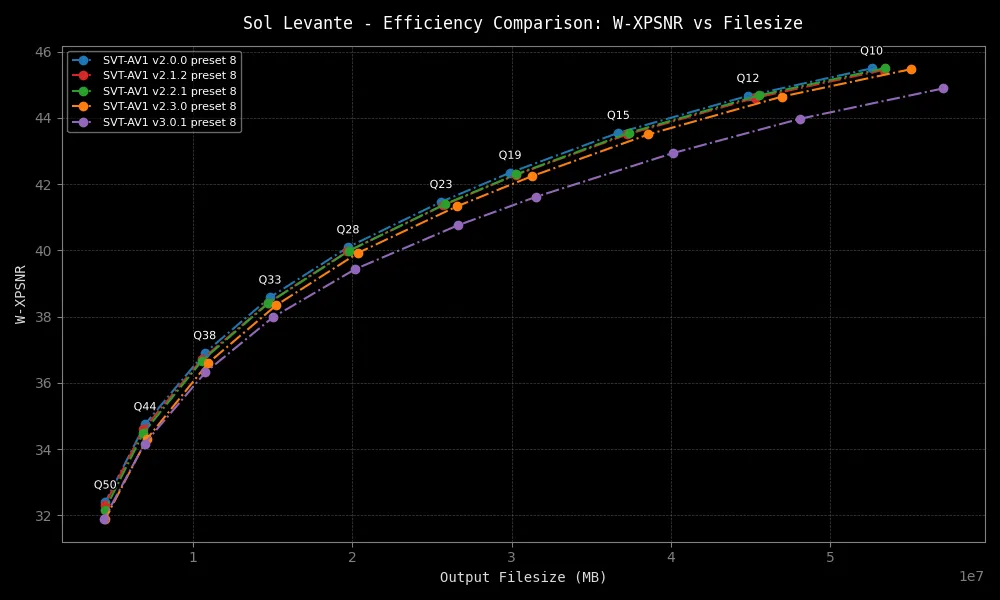 Sol Levante - Efficiency Comparison: W-XPSNR vs Filesize
SVT-AV1 v2.0.0 preset 8
SVT-AV1 v2.1.2 preset 8
SVT-AV1 v2.2.1 preset 8
SVT-AV1 v2.3.0 preset 8
SVT-AV1 v3.0.1 preset 8
Q10
Q12
Q15
Q19
Q23
Q28
Q33
Q38
Q44
Q50
W-XPSNR
46
44
42
40
38
36
34
32
1 2 3 4 5
1e7
Output Filesize (MB)